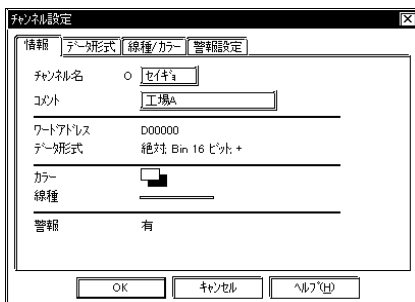 ﾁｬﾝﾈﾙ設定
情報 ﾃﾞｰﾀ形式 線種/ｶﾗｰ 警報設定
ﾁｬﾝﾈﾙ名 0 ｾｲｷﾞｮ
ｺﾒﾝﾄ 工場A
ﾜｰﾄﾞｱﾄﾞﾚｽ D00000
ﾃﾞｰﾀ形式 絶対: Bin 16 ﾋﾞｯﾄ: +
ｶﾗｰ
線種
警報 有
OK ｷｬﾝｾﾙ ﾍﾙﾌﾟ(H)